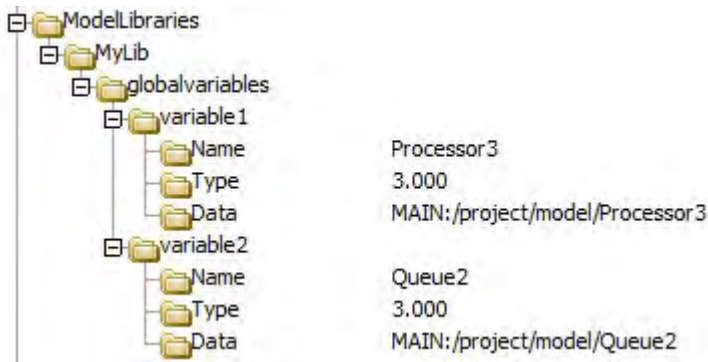 ModelLibraries
MyLib
globalvariables
variable1
Name Processor3
Type 3.000
Data MAIN:/project/model/Processor3
variable2
Name Queue2
Type 3.000
Data MAIN:/project/model/Queue2